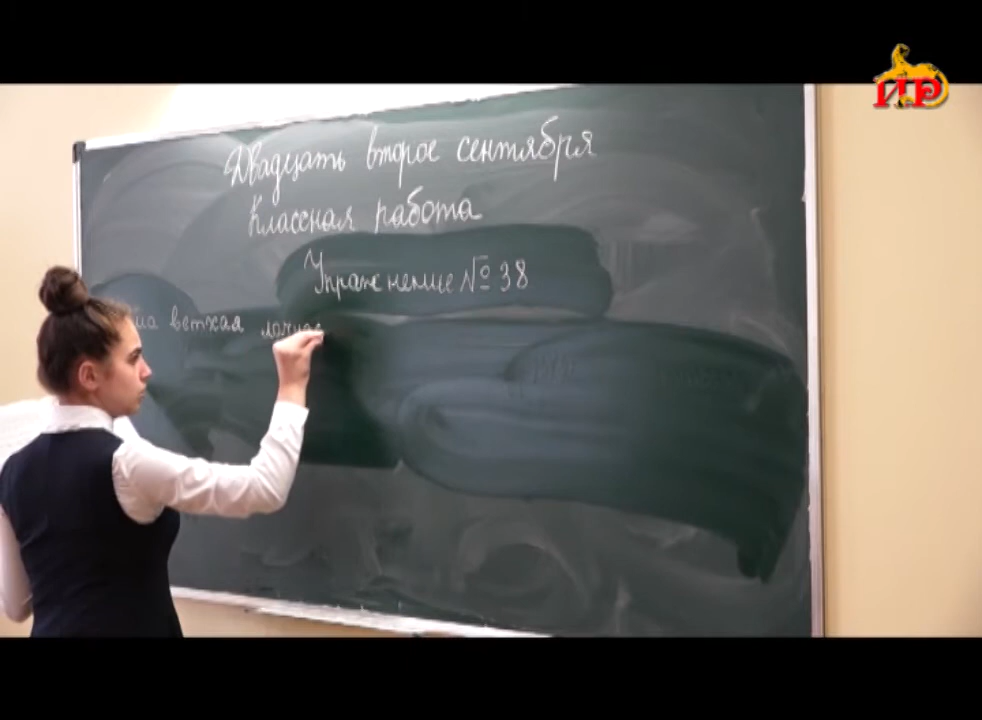 ИР
Двадцать второе сентября
Классная работа
Упражнение № 38
ветхая